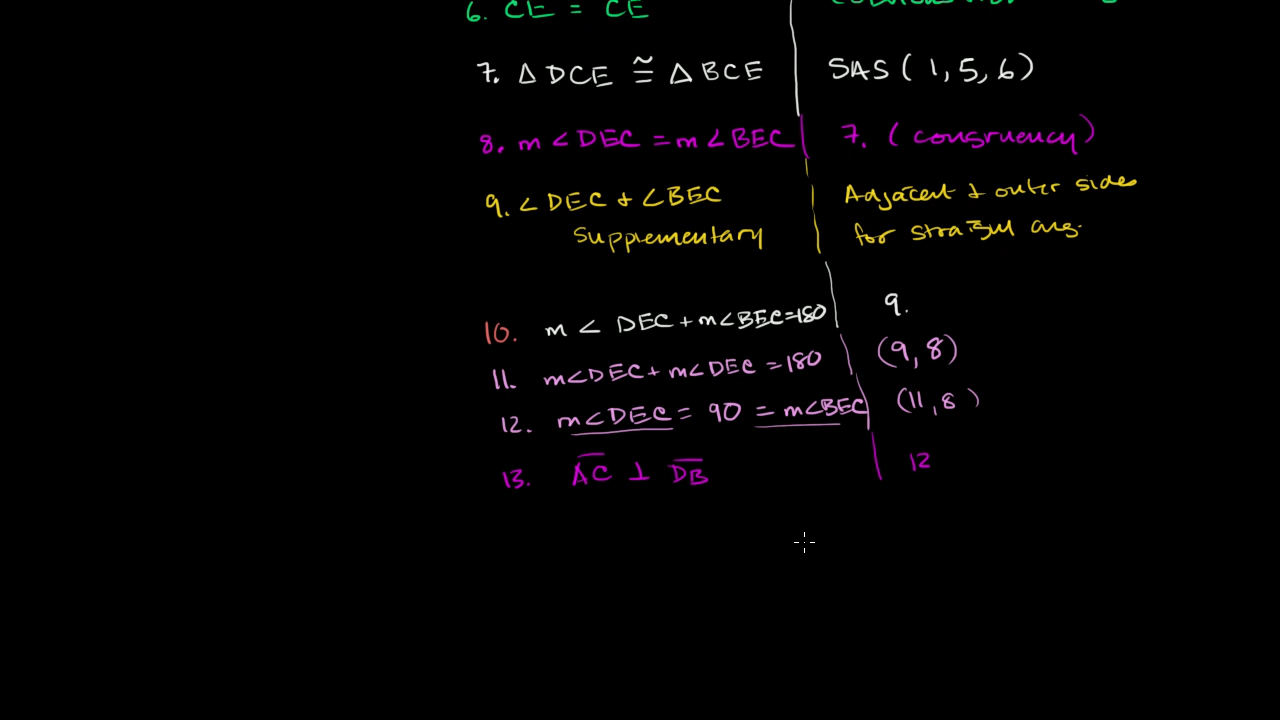 6. CE = CE
7. △ DCE ≅ △ BCE SAS ( 1, 5, 6 )
8. m ∠ DEC = m ∠ BEC 7. ( congruency )
9. ∠ DEC + ∠ BEC Adjacent + outer sides
supplementary for straight ang.
10. m ∠ DEC + m∠BEC=180 9.
11. m∠DEC + m∠DEC = 180 (9, 8)
12. m∠DEC = 90 = m∠BEC (11, 8 )
13. A̅C̅ ⊥ D̅B̅ 12